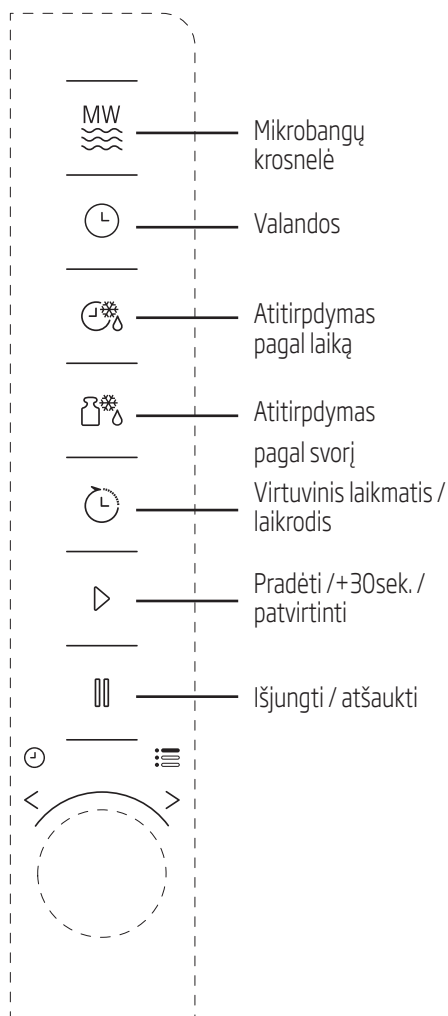 MW
Mikrobangų
krosnelė
Valandos
Atitirpdymas
pagal laiką
Atitirpdymas
pagal svorį
Virtuvinis laikmatis /
laikrodis
Pradėti /+30sek. /
patvirtinti
Išjungti / atšaukti